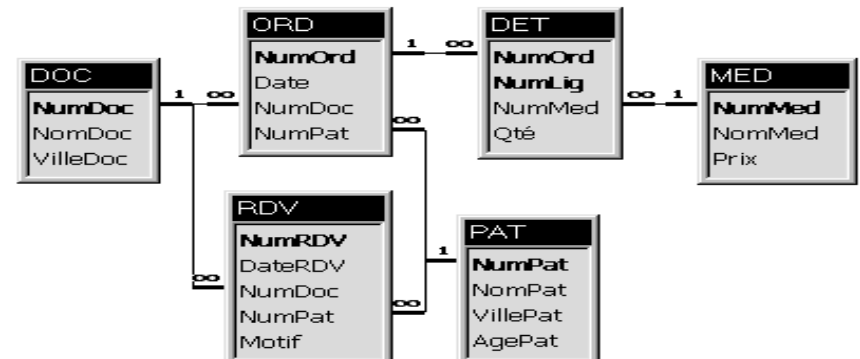 ORD
NumOrd
Date
NumDoc
NumPat
DET
NumOrd
NumLig
NumMed
Qté
DOC
NumDoc
NomDoc
VilleDoc
MED
NumMed
NomMed
Prix
1 ∞
1 ∞
∞ 1
∞
RDV
NumRDV
DateRDV
NumDoc
NumPat
Motif
PAT
NumPat
NomPat
VillePat
AgePat
1
∞
∞